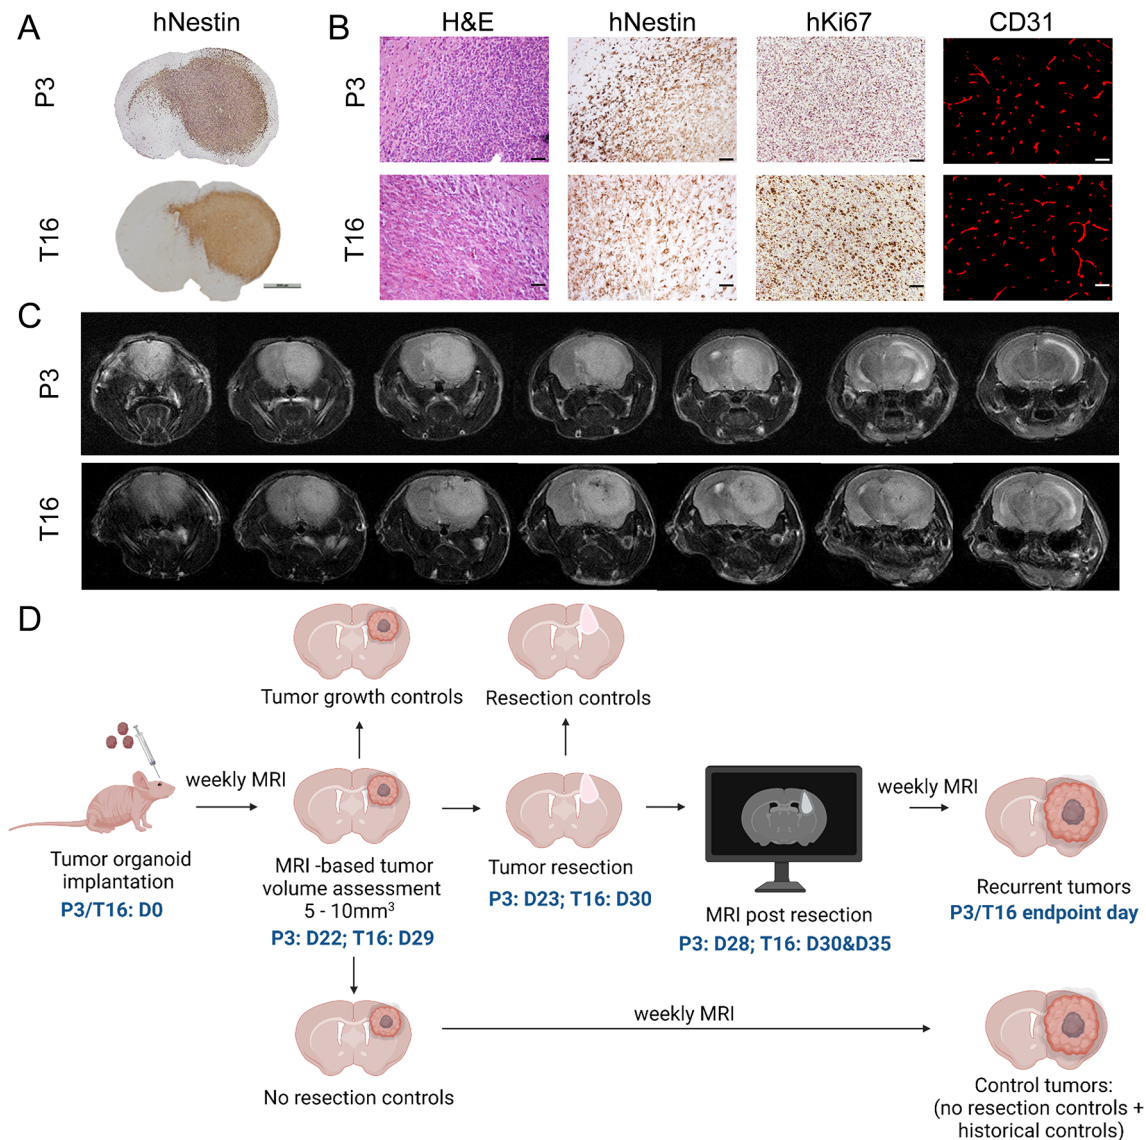 A
hNestin
P3
T16
B
H&E
hNestin
hKi67
CD31
P3
T16
C
P3
T16
D
Tumor growth controls
Resection controls
weekly MRI
weekly MRI
Tumor organoid
implantation
P3/T16: D0
MRI -based tumor
volume assessment
5 - 10mm³
P3: D22; T16: D29
Tumor resection
P3: D23; T16: D30
MRI post resection
P3: D28; T16: D30&D35
Recurrent tumors
P3/T16 endpoint day
weekly MRI
No resection controls
Control tumors:
(no resection controls +
historical controls)